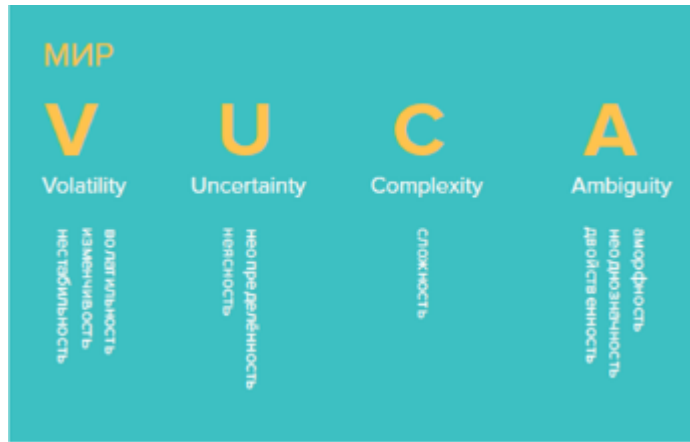 МИР
V U C A
Volatility Uncertainty Complexity Ambiguity
волатильность
изменчивость
нестабильность
неопределённость
неясность
сложность
аморфность
неоднозначность
двойственность